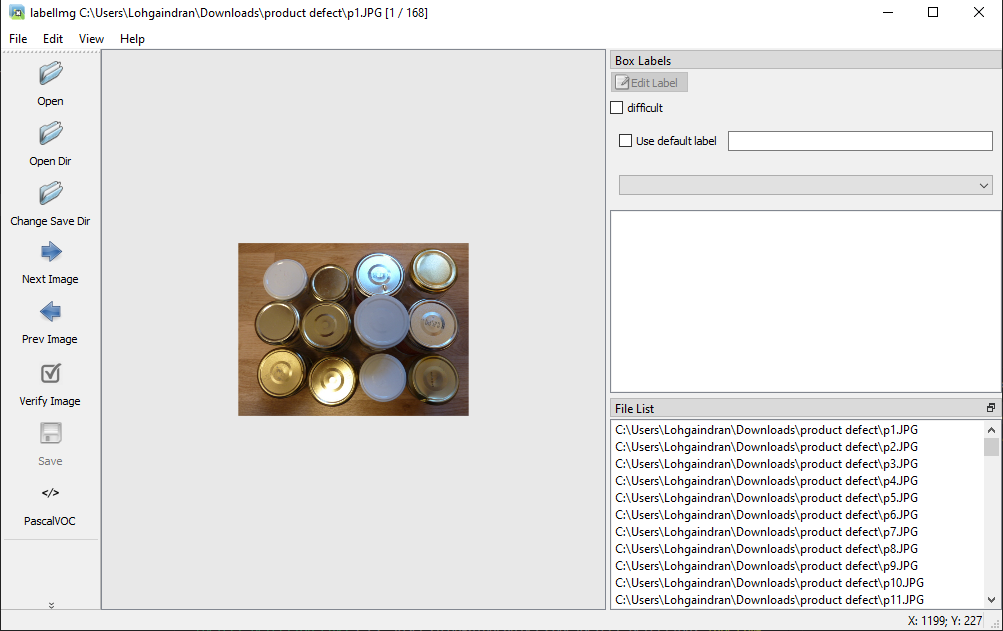 labelImg C:\Users\Lohgaindran\Downloads\product defect\p1.JPG [1 / 168]
File Edit View Help
Open
Open Dir
Change Save Dir
Next Image
Prev Image
Verify Image
Save
</>
PascalVOC
Box Labels
Edit Label
difficult
Use default label
File List
C:\Users\Lohgaindran\Downloads\product defect\p1.JPG
C:\Users\Lohgaindran\Downloads\product defect\p2.JPG
C:\Users\Lohgaindran\Downloads\product defect\p3.JPG
C:\Users\Lohgaindran\Downloads\product defect\p4.JPG
C:\Users\Lohgaindran\Downloads\product defect\p5.JPG
C:\Users\Lohgaindran\Downloads\product defect\p6.JPG
C:\Users\Lohgaindran\Downloads\product defect\p7.JPG
C:\Users\Lohgaindran\Downloads\product defect\p8.JPG
C:\Users\Lohgaindran\Downloads\product defect\p9.JPG
C:\Users\Lohgaindran\Downloads\product defect\p10.JPG
C:\Users\Lohgaindran\Downloads\product defect\p11.JPG
X: 1199; Y: 227